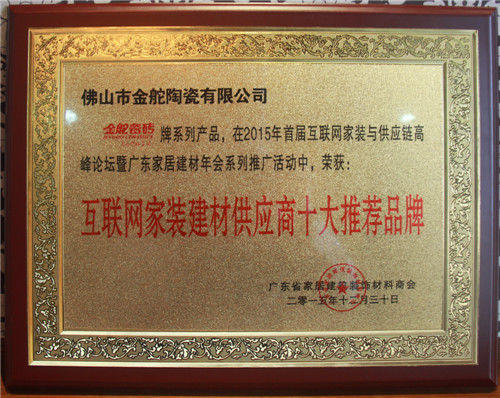 佛山市金舵陶瓷有限公司
金舵瓷砖 牌系列产品，在2015年首届互联网家装与供应链高
峰论坛暨广东家居建材年会系列推广活动中，荣获：
互联网家装建材供应商十大推荐品牌
广东省家居建筑装饰材料商会
二零一五年十二月三十日